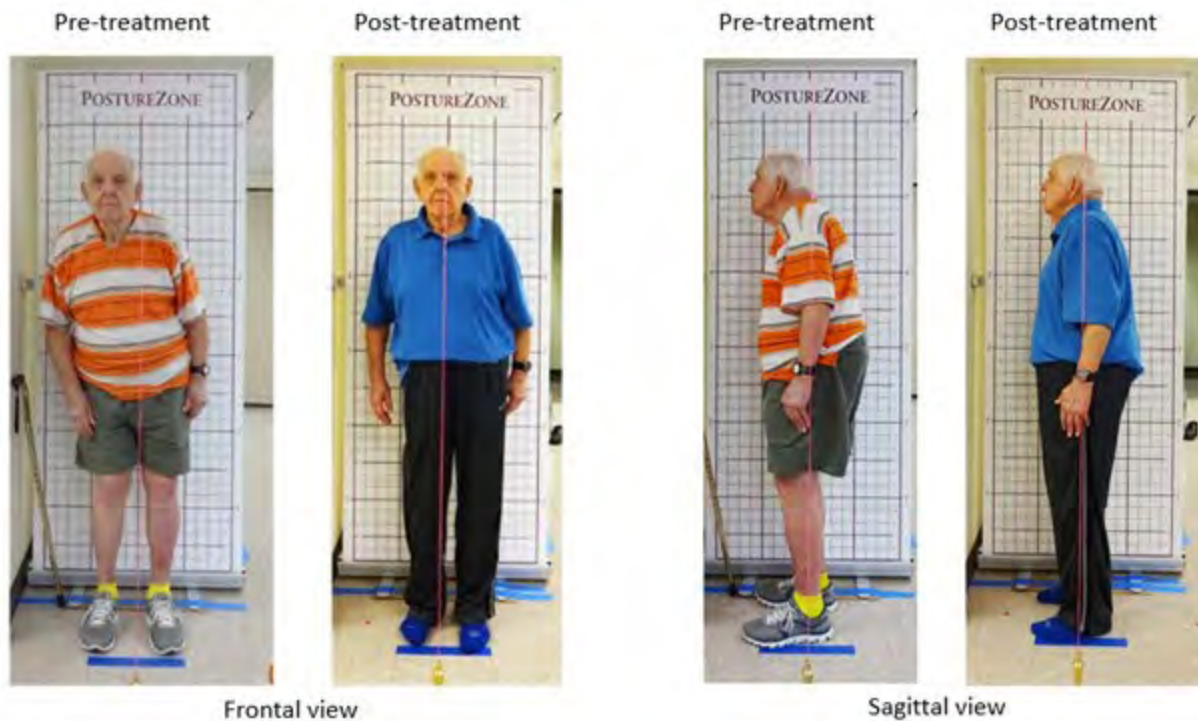 Pre-treatment
Post-treatment
Pre-treatment
Post-treatment
POSTUREZONE
POSTUREZONE
POSTUREZONE
POSTUREZONE
Frontal view
Sagittal view